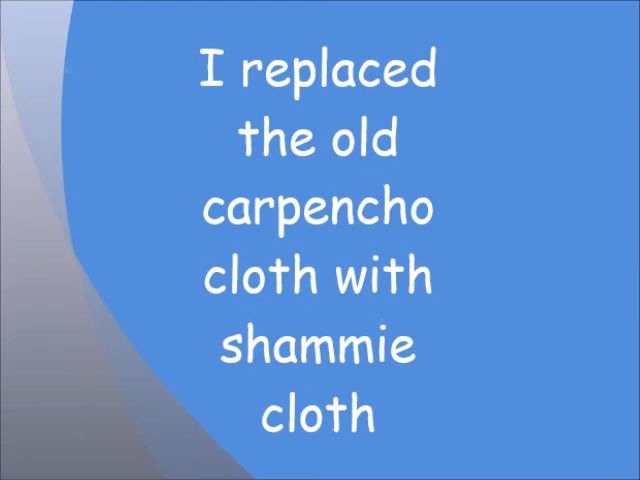 I replaced
the old
carpencho
cloth with
shammie
cloth